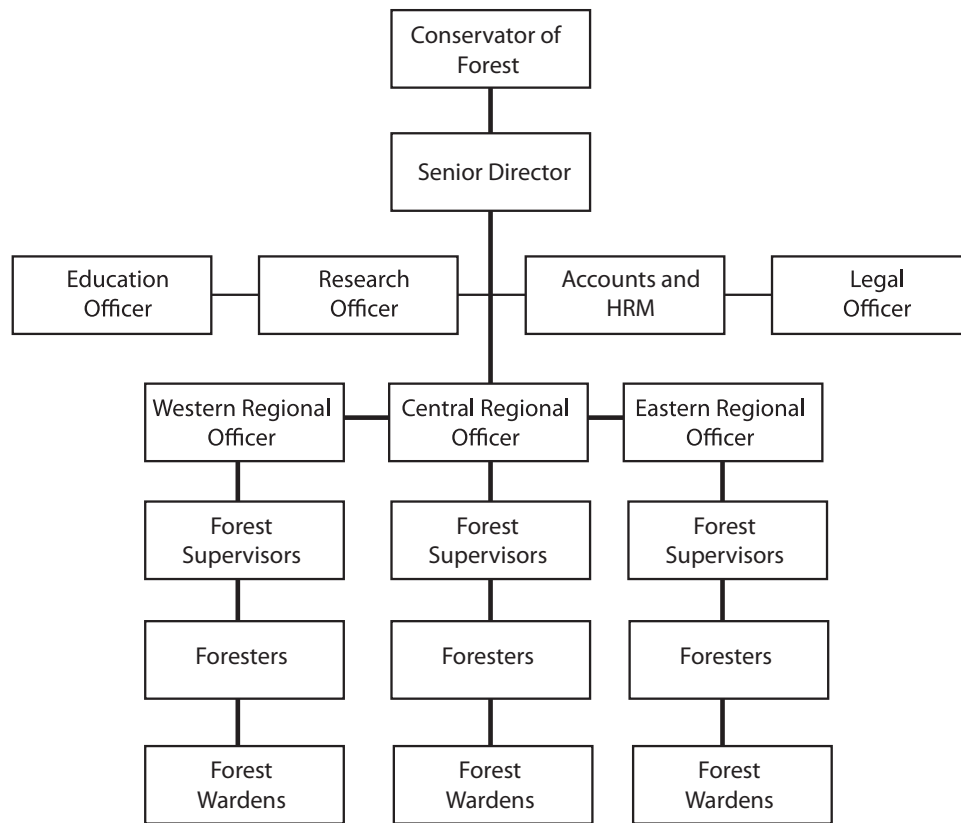 Conservator of
Forest
Senior Director
Education
Officer
Research
Officer
Accounts and
HRM
Legal
Officer
Western Regional
Officer
Central Regional
Officer
Eastern Regional
Officer
Forest
Supervisors
Forest
Supervisors
Forest
Supervisors
Foresters
Foresters
Foresters
Forest
Wardens
Forest
Wardens
Forest
Wardens